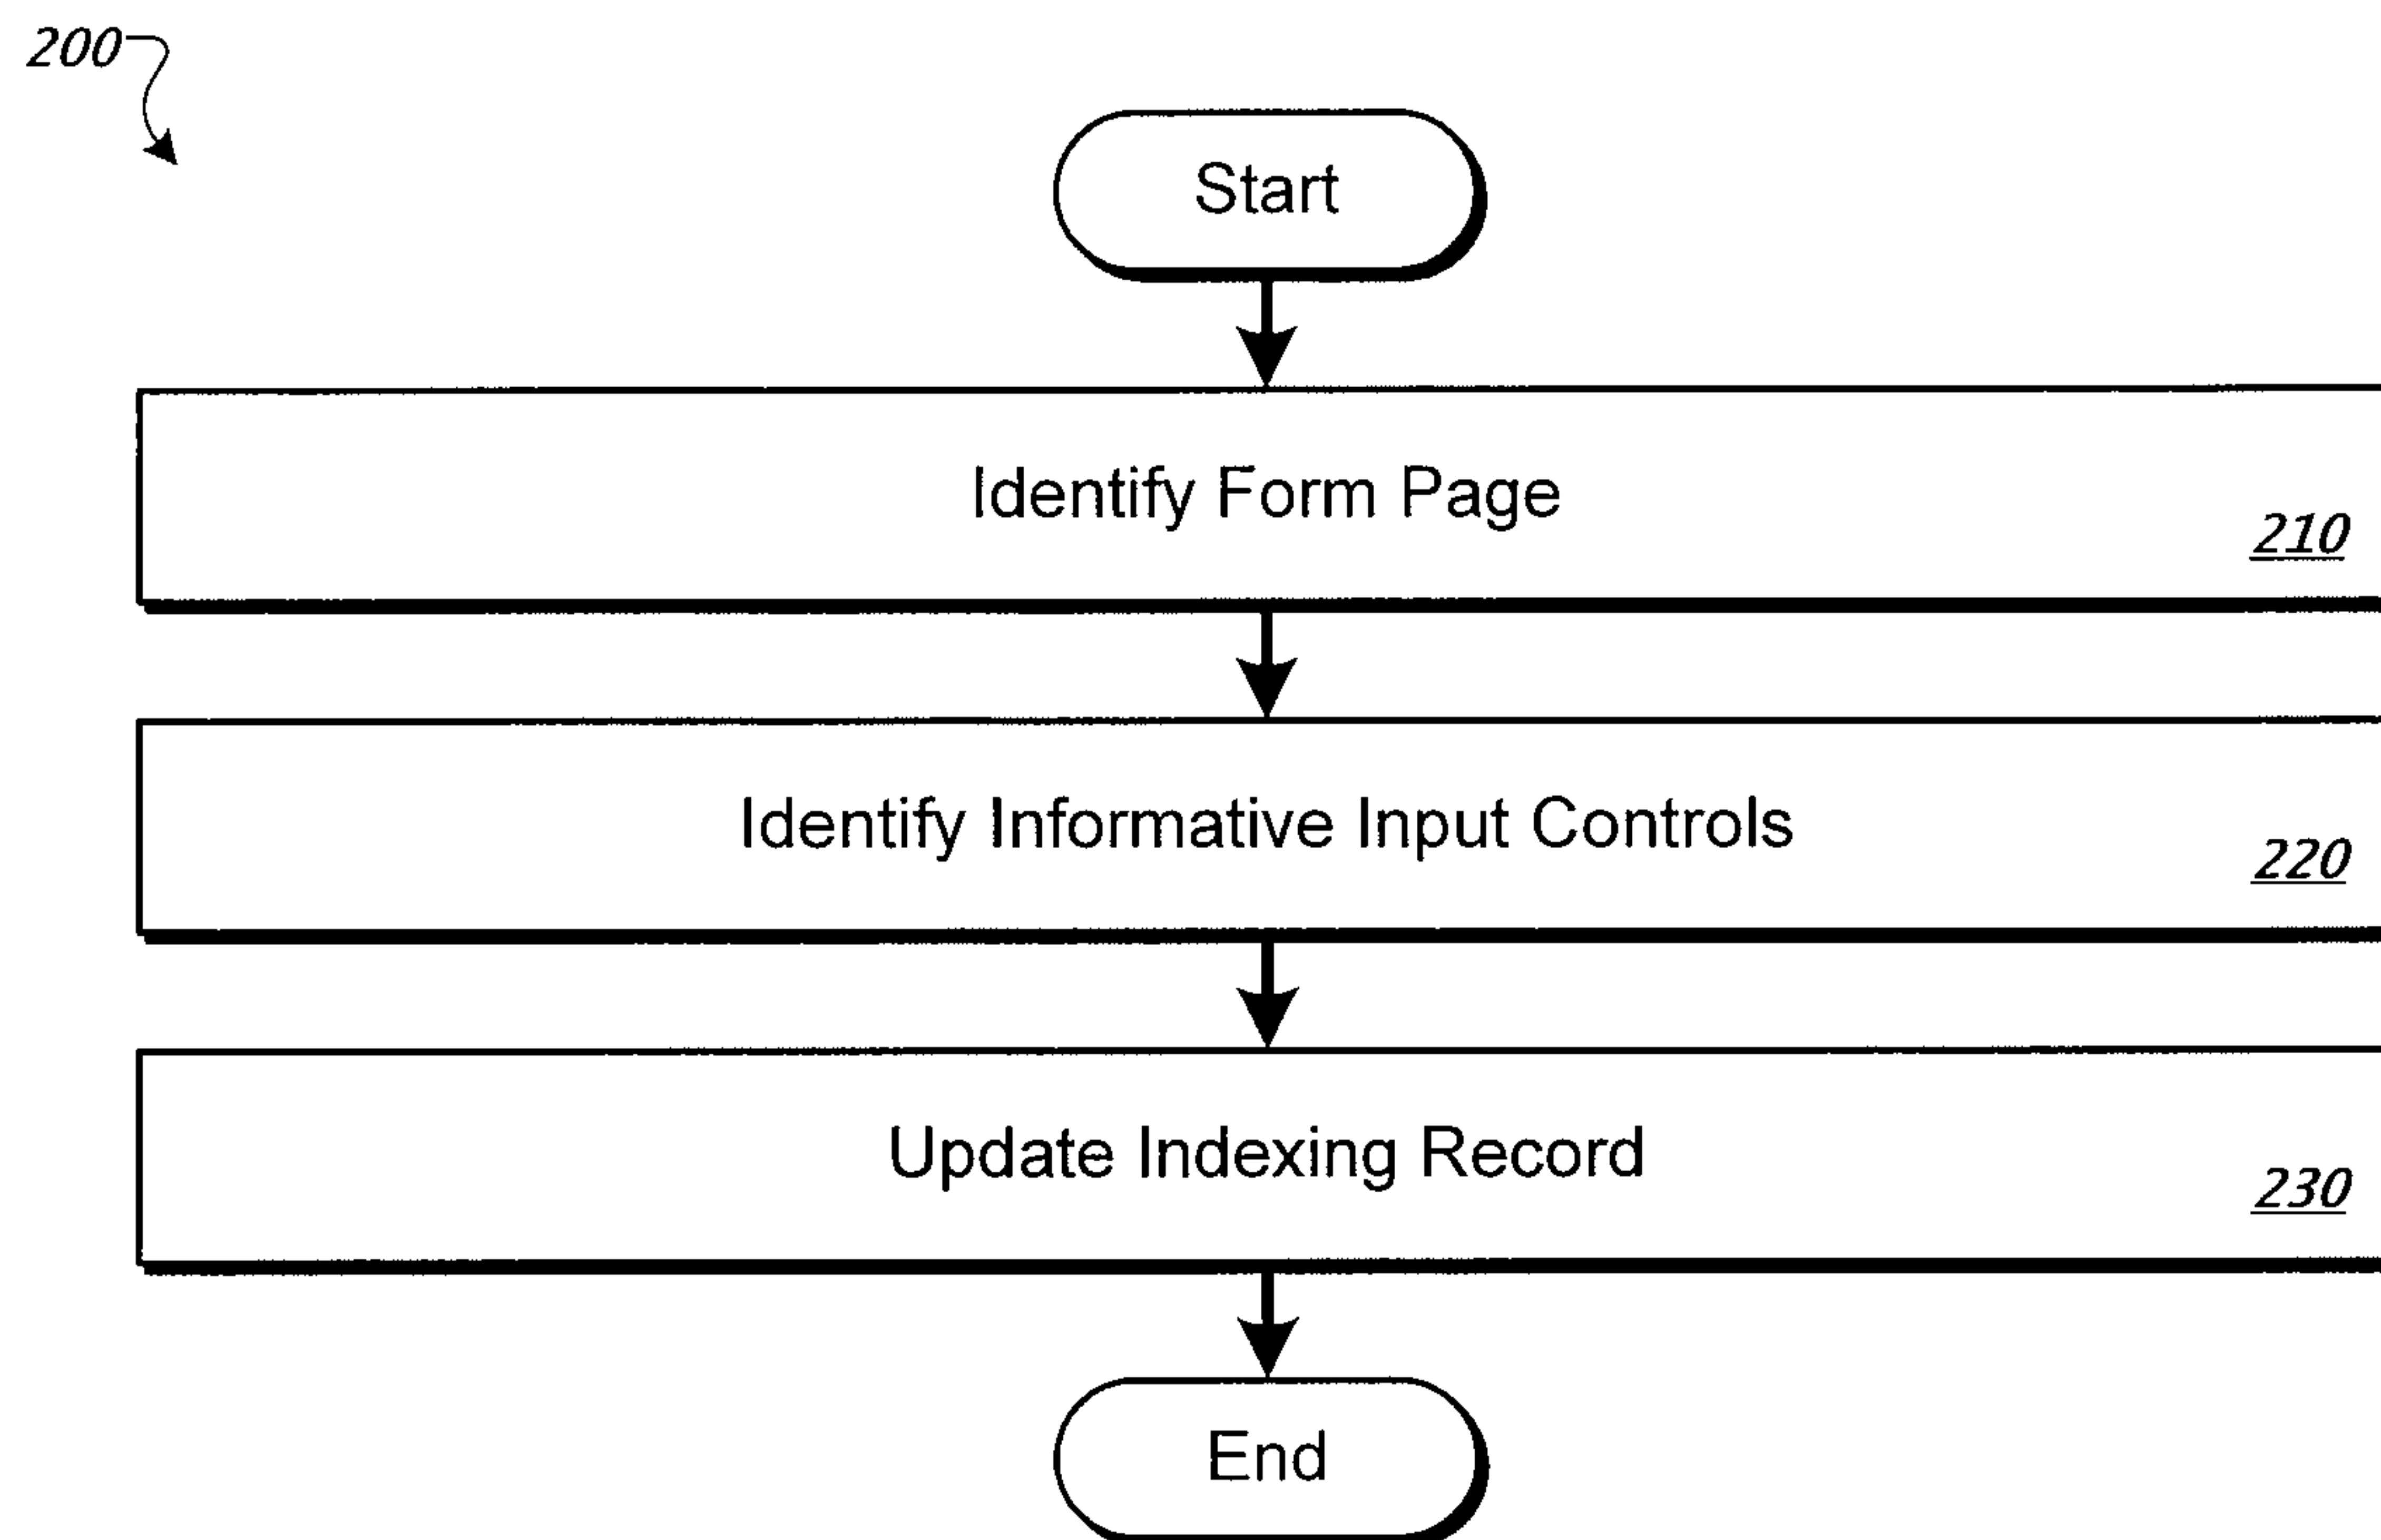 200
Start
Identify Form Page
210
Identify Informative Input Controls
220
Update Indexing Record
230
End